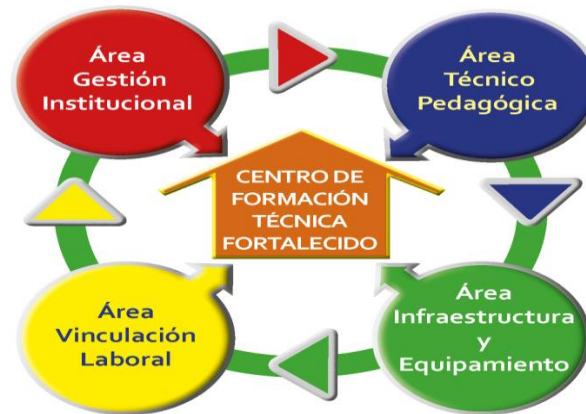 Área
Gestión
Institucional
Área
Técnico
Pedagógica
CENTRO DE
FORMACIÓN
TÉCNICA
FORTALECIDO
Área
Vinculación
Laboral
Área
Infraestructura
y
Equipamiento